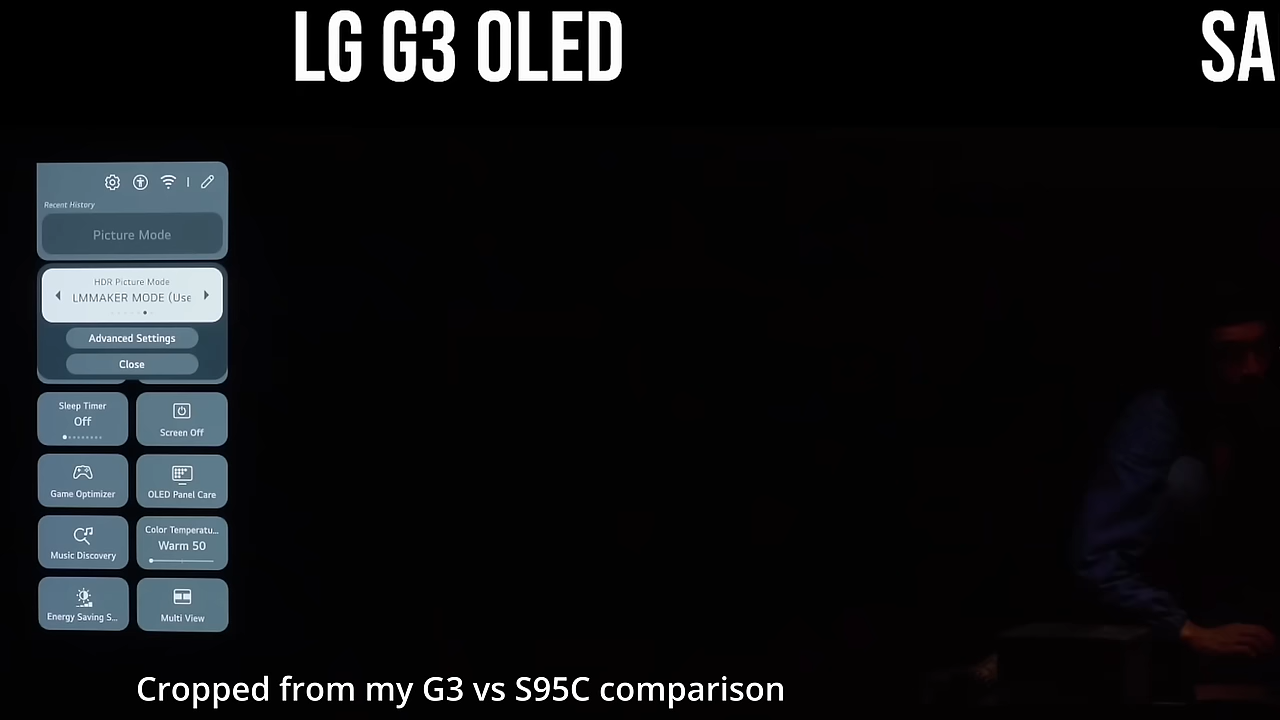 LG G3 OLED
SA
Recent History
Picture Mode
HDR Picture Mode
LMMAKER MODE (Use
Advanced Settings
Close
Sleep Timer
Off
Screen Off
Game Optimizer
OLED Panel Care
Music Discovery
Color Temperatu...
Warm 50
Energy Saving S...
Multi View
Cropped from my G3 vs S95C comparison